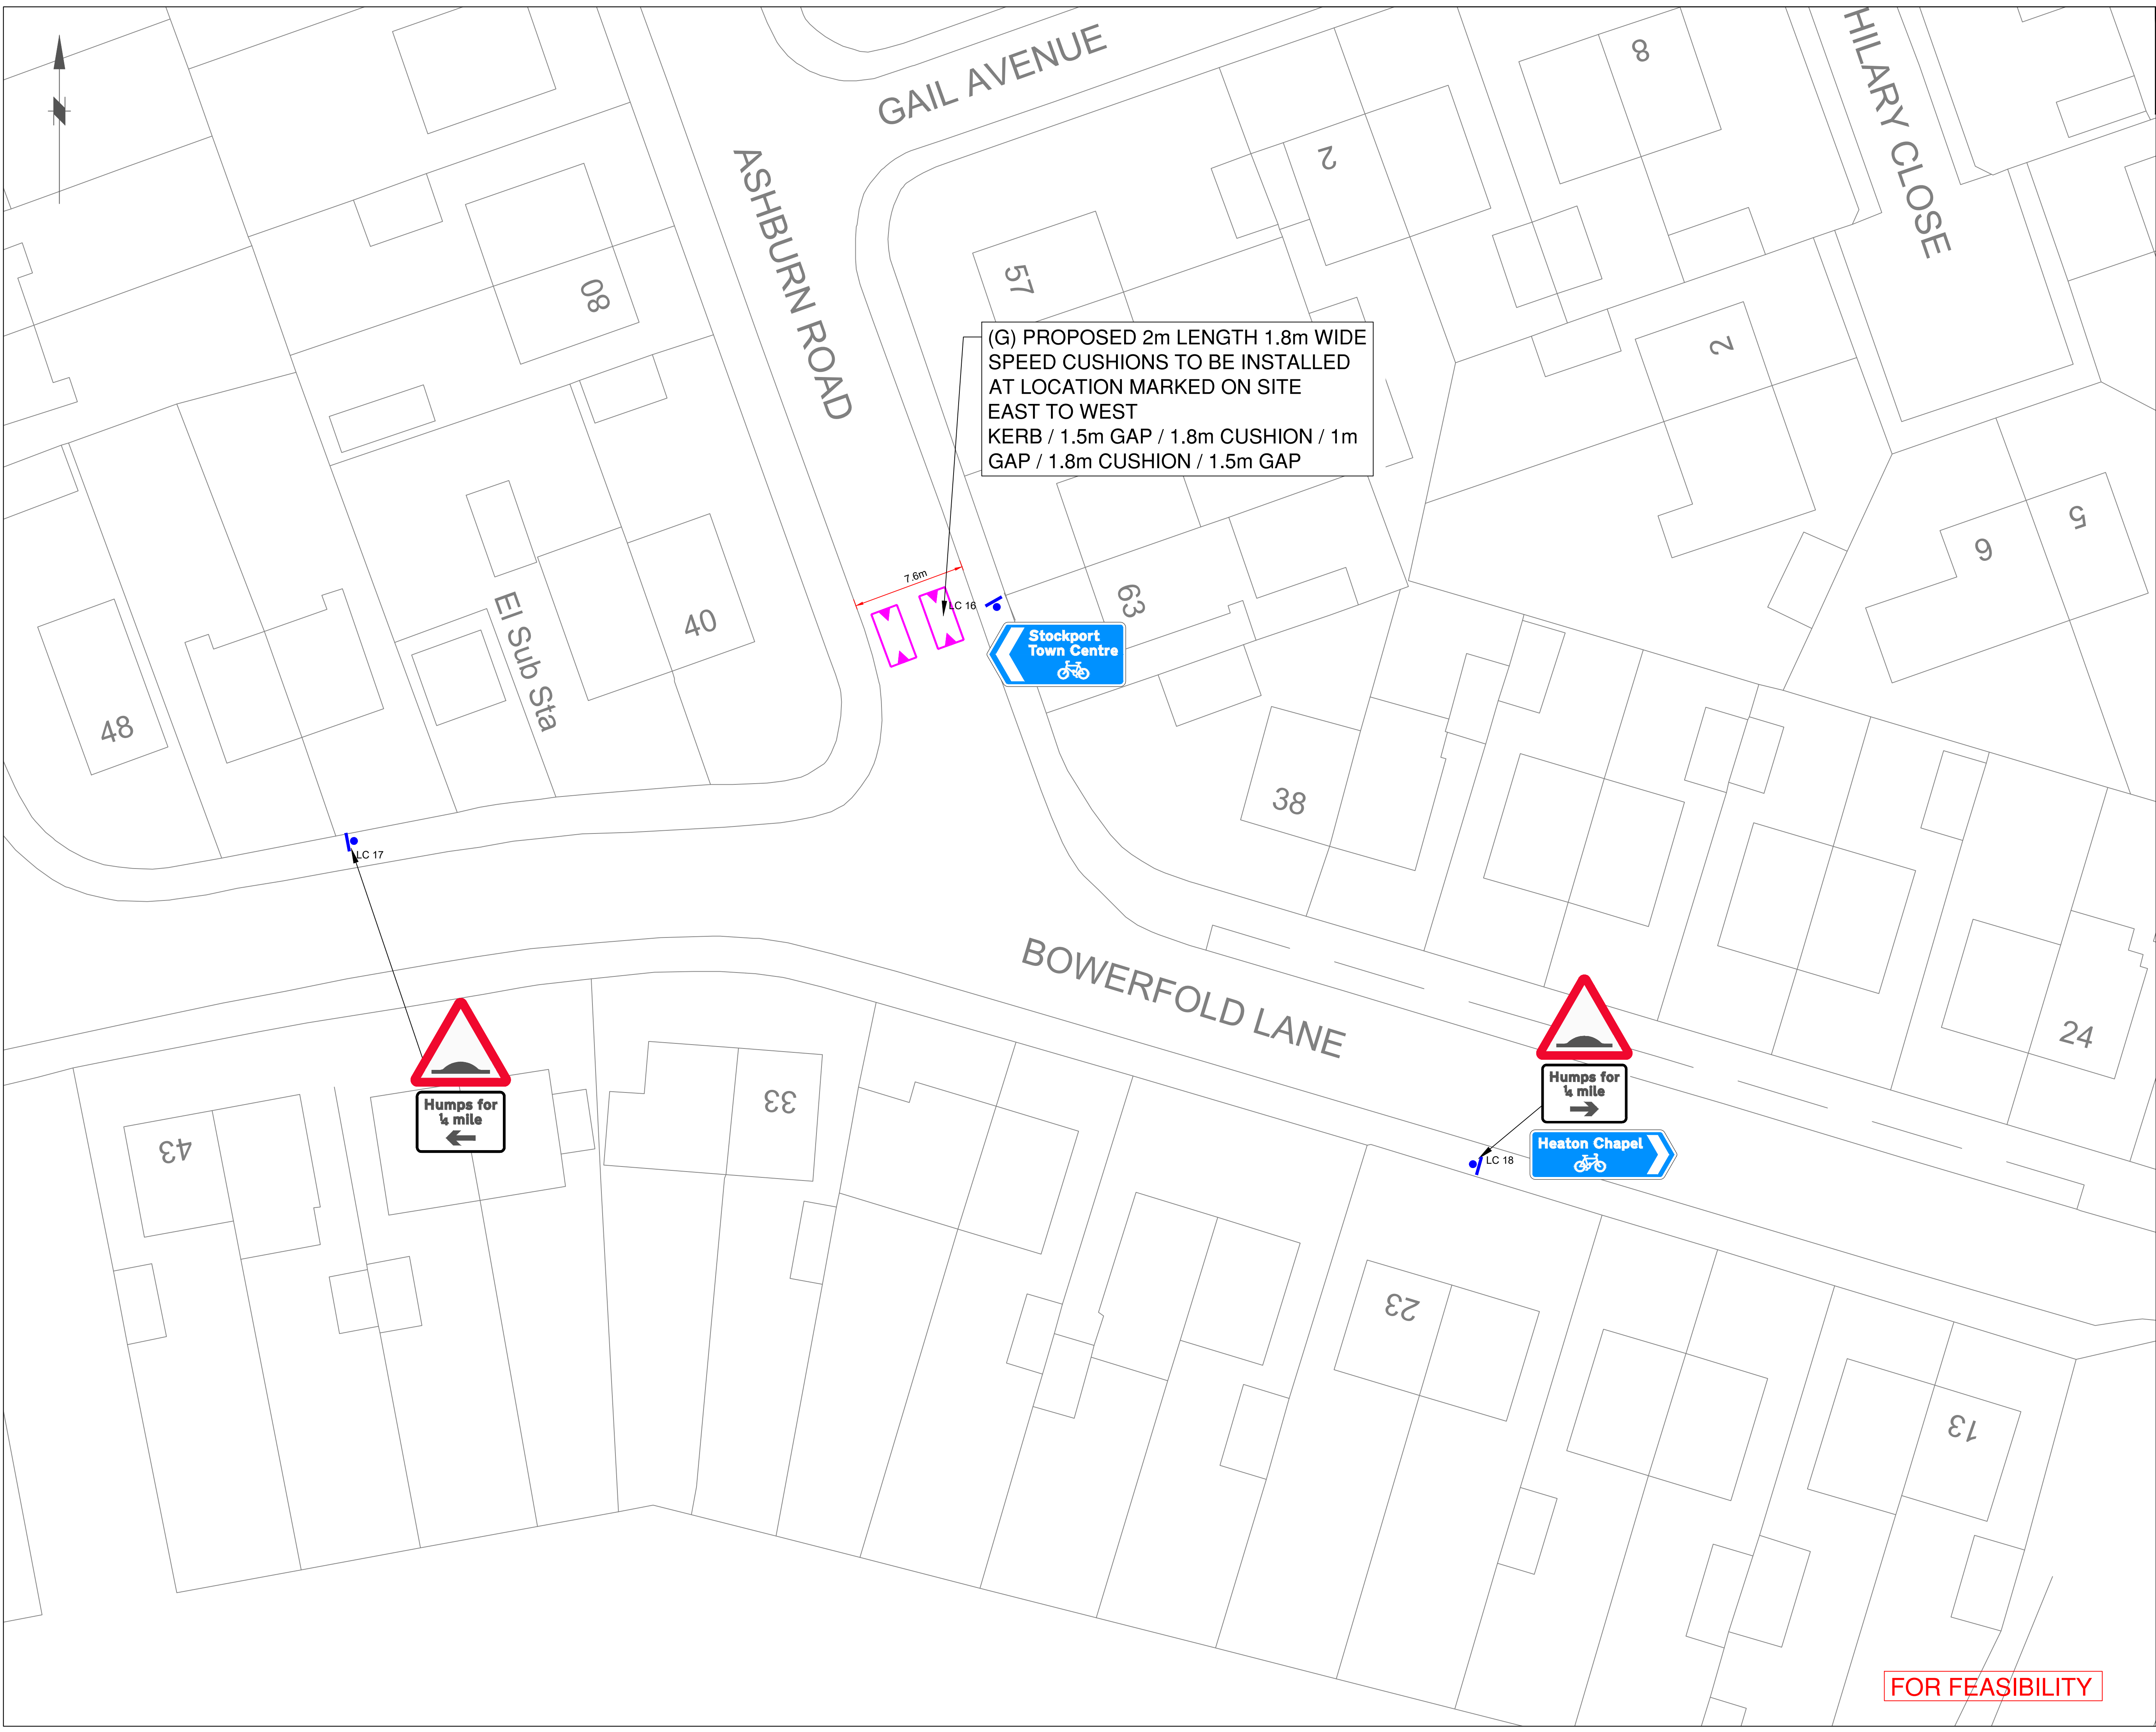 GAIL AVENUE
HILARY CLOSE
ASHBURN ROAD
8
2
57
80
(G) PROPOSED 2m LENGTH 1.8m WIDE
SPEED CUSHIONS TO BE INSTALLED
AT LOCATION MARKED ON SITE
EAST TO WEST
KERB / 1.5m GAP / 1.8m CUSHION / 1m
GAP / 1.8m CUSHION / 1.5m GAP
2
5
6
7.6m
LC 16
63
40
El Sub Sta
48
Stockport
Town Centre
38
LC 17
BOWERFOLD LANE
24
Humps for
¼ mile
Humps for
¼ mile
33
43
Heaton Chapel
LC 18
23
13
FOR FEASIBILITY
N